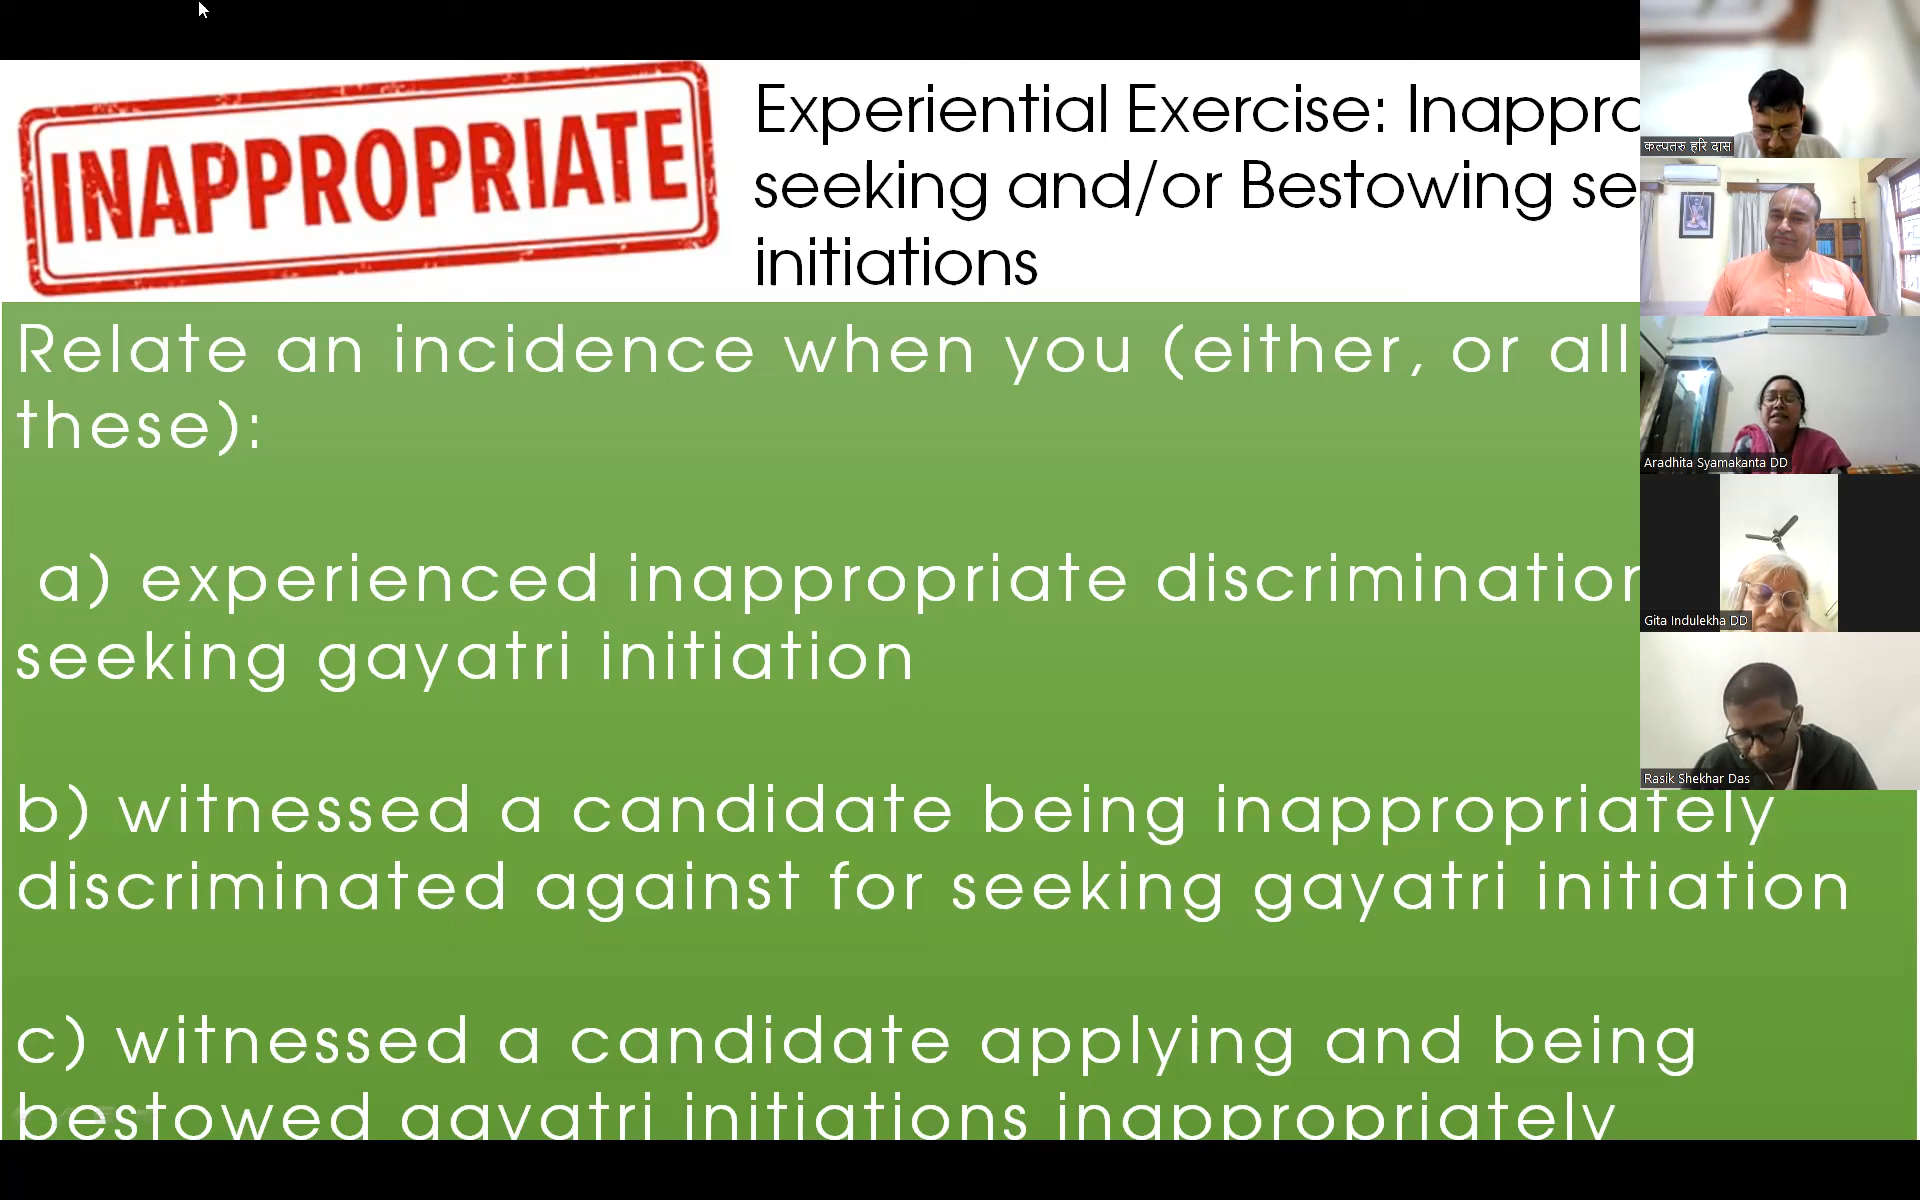 INAPPROPRIATE
Experiential Exercise: Inappro
seeking and/or Bestowing se
initiations
Relate an incidence when you (either, or all
these):
a) experienced inappropriate discrimination
seeking gayatri initiation
b) witnessed a candidate being inappropriately
discriminated against for seeking gayatri initiation
c) witnessed a candidate applying and being
bestowed gayatri initiations inappropriately
कल्पतरु हरि दास
Aradhita Syamakanta DD
Gita Indulekha DD
Rasik Shekhar Das